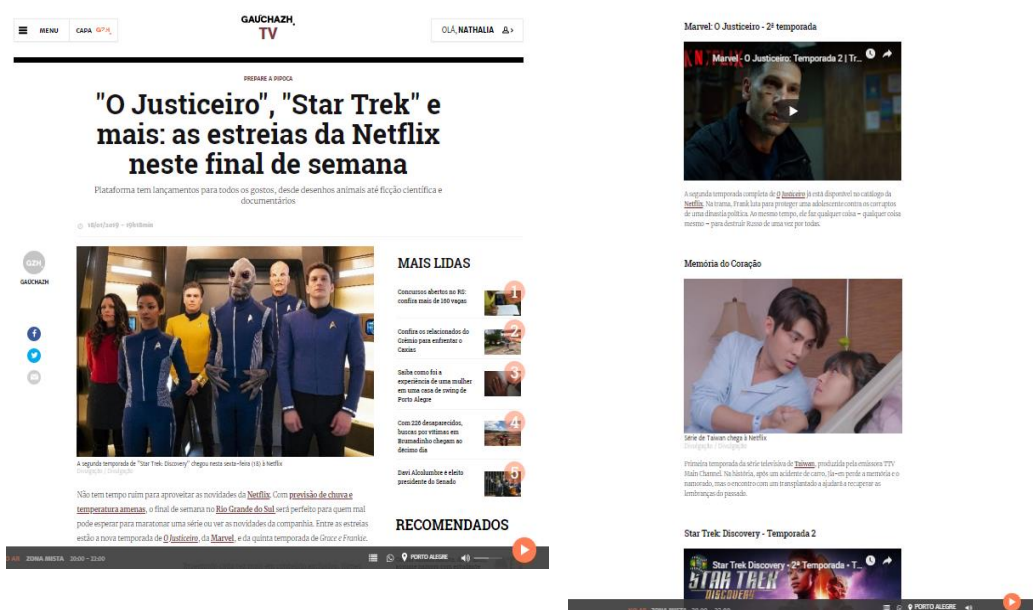 GAÚCHAZH
TV
MENU
CAPA GZH
OLÁ, NATHALIA
PREPARE A PIPOCA
"O Justiceiro", "Star Trek" e
mais: as estreias da Netflix
neste final de semana
Plataforma tem lançamentos para todos os gostos, desde desenhos animais até ficção científica e
documentários
GZH
GAÚCHAZH
A segunda temporada de "Star Trek: Discovery" chegou nesta sexta-feira (18) à Netflix
Divulgação / Divulgação
Não tem tempo ruim para aproveitar as novidades da Netflix. Com previsão de chuva e
temperatura amenas, o final de semana no Rio Grande do Sul será perfeito para quem mal
pode esperar para maratonar uma série ou ver as novidades da companhia. Entre as estreias
estão a nova temporada de O Justiceiro, da Marvel, e da quinta temporada de Grace e Frankie.
MAIS LIDAS
Concursos abertos no RS:
confira mais de 160 vagas
1
Confira os relacionados do
Grêmio para enfrentar o
Caxias
2
Saiba como foi a
experiência de uma mulher
em uma casa de swing de
Porto Alegre
3
Com 226 desaparecidos,
buscas por vítimas em
Brumadinho chegam ao
décimo dia
4
Davi Alcolumbre é eleito
presidente do Senado
5
RECOMENDADOS
ZONA MISTA 20:00 - 22:00
PORTO ALEGRE
Marvel: O Justiceiro - 2ª temporada
Marvel - O Justiceiro: Temporada 2 | Tr...
A segunda temporada completa de O Justiceiro já está disponível no catálogo da
Netflix. Na trama, Frank luta para proteger uma adolescente contra os corruptos
de uma dinastia política. Ao mesmo tempo, ele faz qualquer coisa – qualquer coisa
mesmo – para destruir Russo de uma vez por todas.
Memória do Coração
Série de Taiwan chega à Netflix
Divulgação / Divulgação
Primeira temporada da série televisiva de Taiwan, produzida pela emissora TTV
Main Channel. Na história, após um acidente de carro, Jia-en perde a memória e o
namorado, mas o encontro com um transplantado a ajudará a recuperar as
lembranças do passado.
Star Trek: Discovery - Temporada 2
Star Trek Discovery - 2ª Temporada - T...
STAR TREK
DISCOVERY
PORTO ALEGRE